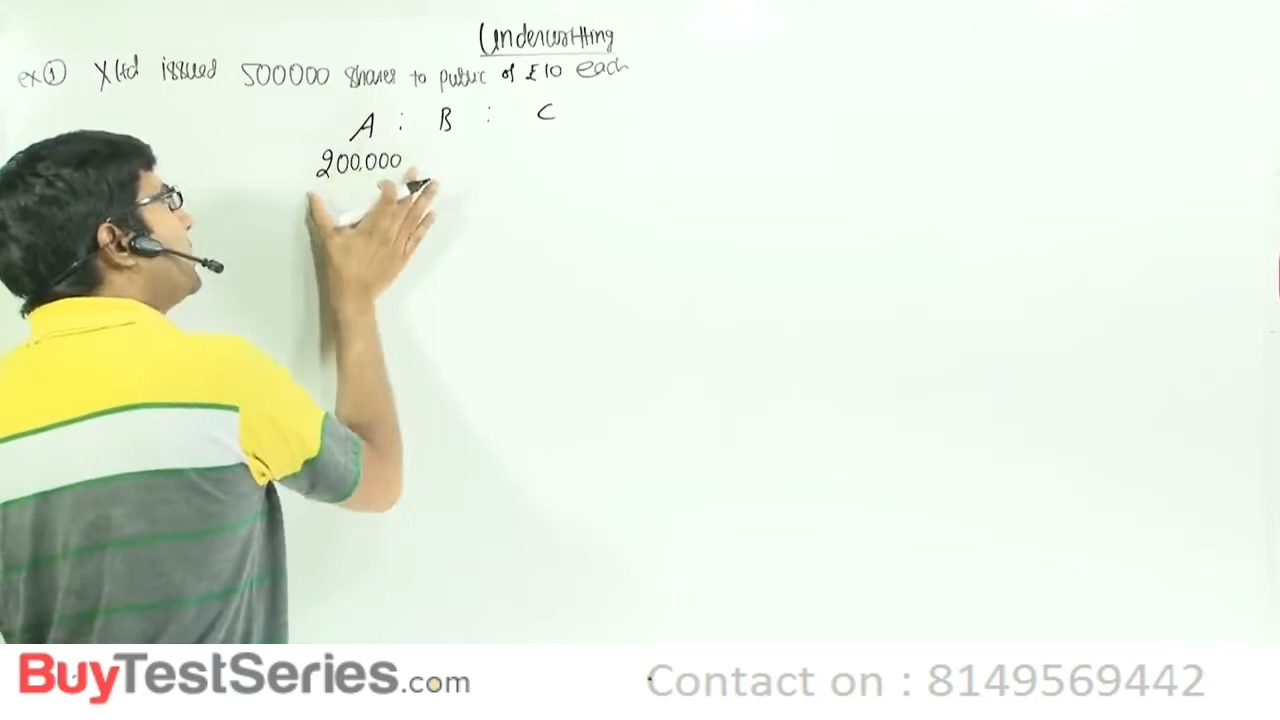 Underwriting
ex① X ltd issued 500000 shares to public of £10 each
A : B : C
200,000
BuyTestSeries.com
Contact on : 8149569442